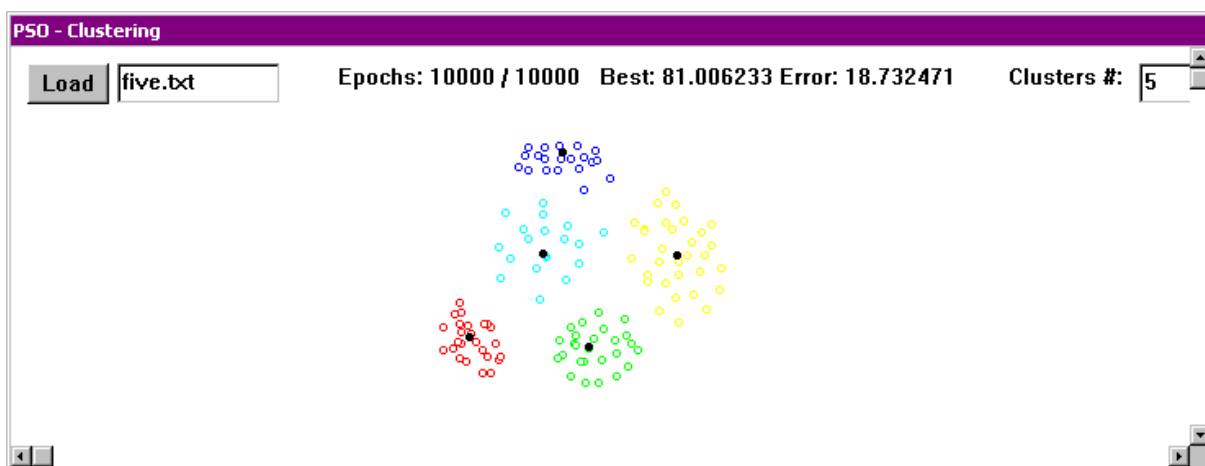 PSO - Clustering
Load five.txt Epochs: 10000 / 10000 Best: 81.006233 Error: 18.732471 Clusters #: 5